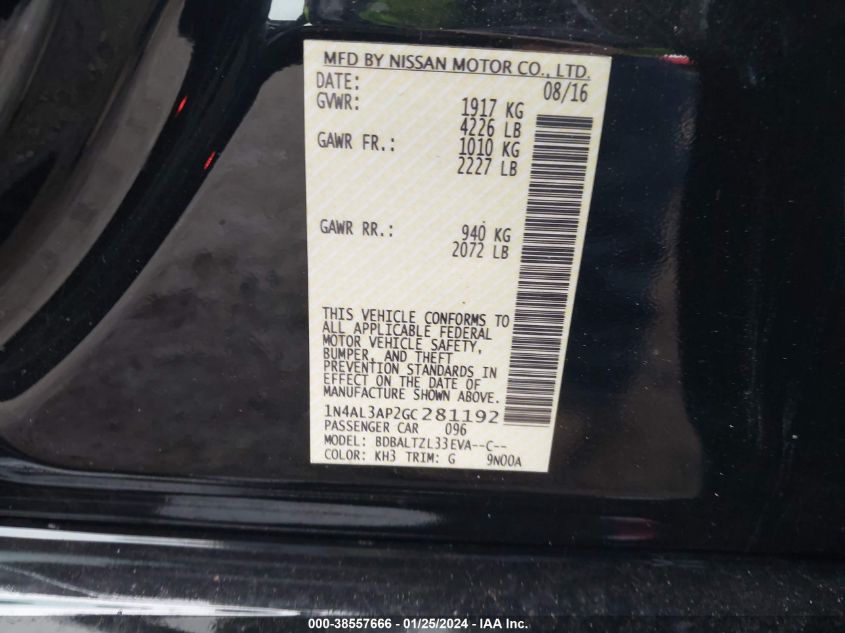 MFD BY NISSAN MOTOR CO., LTD.
DATE: 08/16
GVWR: 1917 KG
4226 LB
GAWR FR.: 1010 KG
2227 LB
GAWR RR.: 940 KG
2072 LB
THIS VEHICLE CONFORMS TO
ALL APPLICABLE FEDERAL
MOTOR VEHICLE SAFETY,
BUMPER, AND THEFT
PREVENTION STANDARDS IN
EFFECT ON THE DATE OF
MANUFACTURE SHOWN ABOVE.
1N4AL3AP2GC281192
PASSENGER CAR 096
MODEL: BDBALTZL33EVA--C--
COLOR: KH3 TRIM: G 9N00A
000-38557666 - 01/25/2024 - IAA Inc.